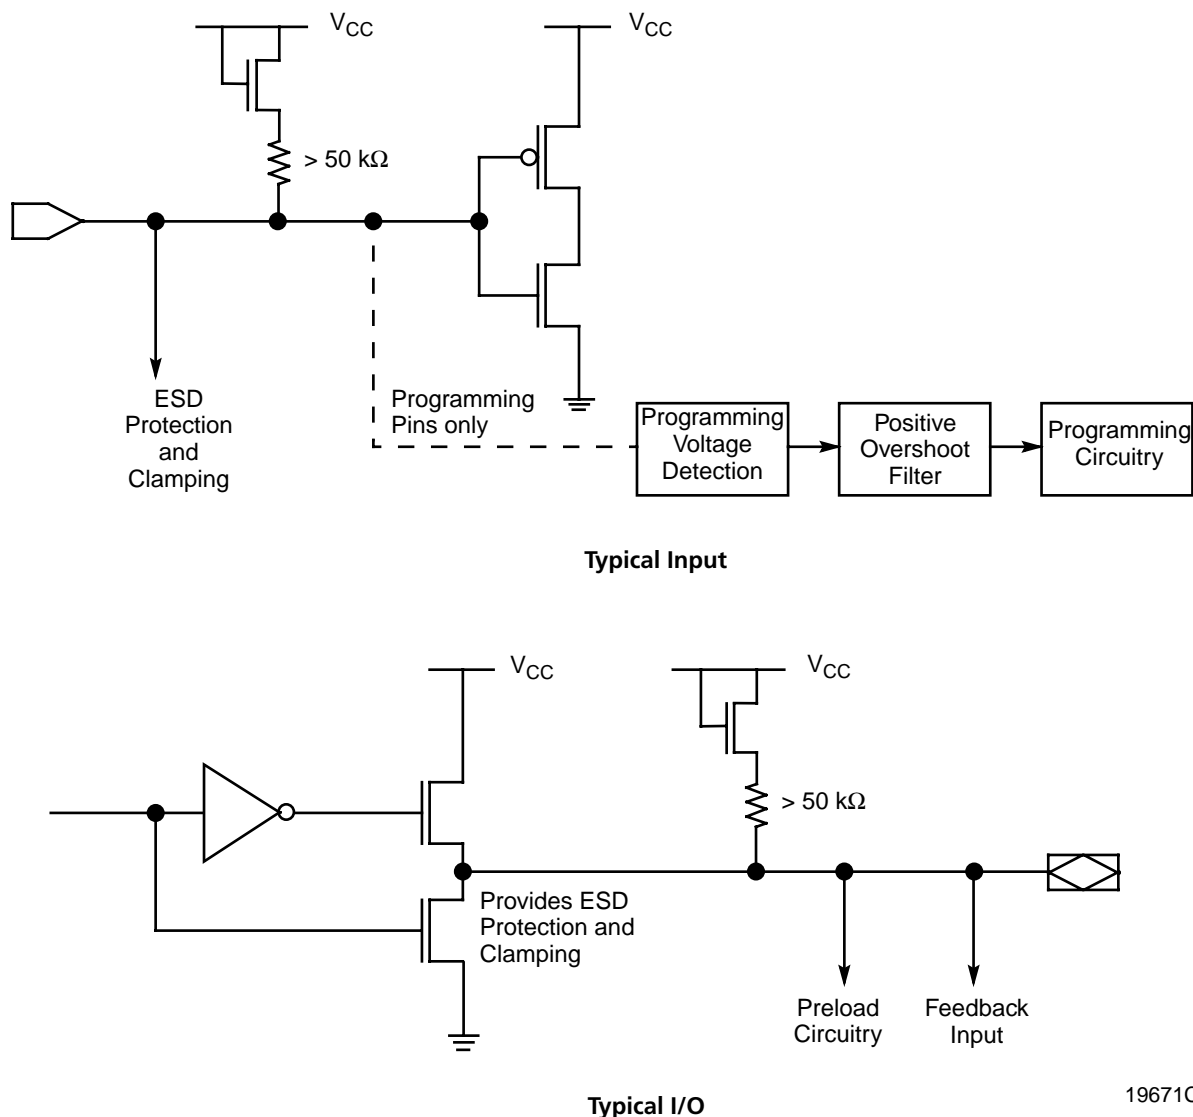 VCC
VCC
> 50 kΩ
ESD
Protection
and
Clamping
Programming
Pins only
Programming
Voltage
Detection
Positive
Overshoot
Filter
Programming
Circuitry
Typical Input
VCC
VCC
> 50 kΩ
Provides ESD
Protection and
Clamping
Preload
Circuitry
Feedback
Input
Typical I/O
19671C